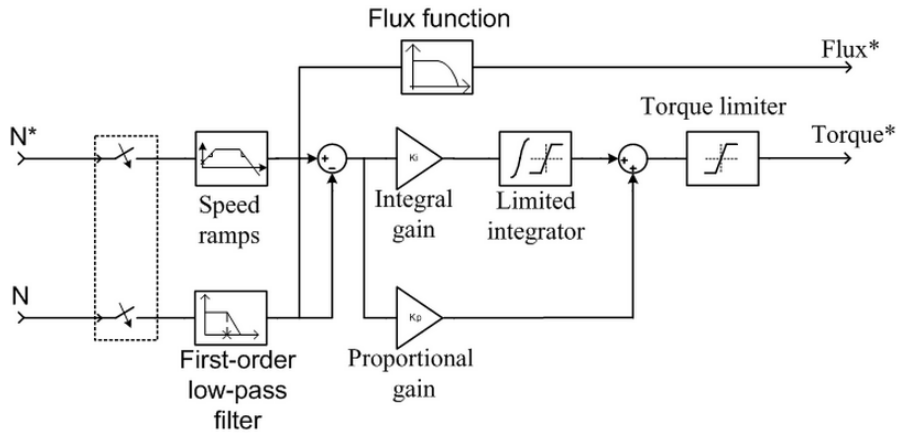 Flux function
Flux*
Torque limiter
N*
Torque*
+
−
Ki
+
+
Speed
ramps
Integral
gain
Limited
integrator
N
Kp
First-order
low-pass
filter
Proportional
gain